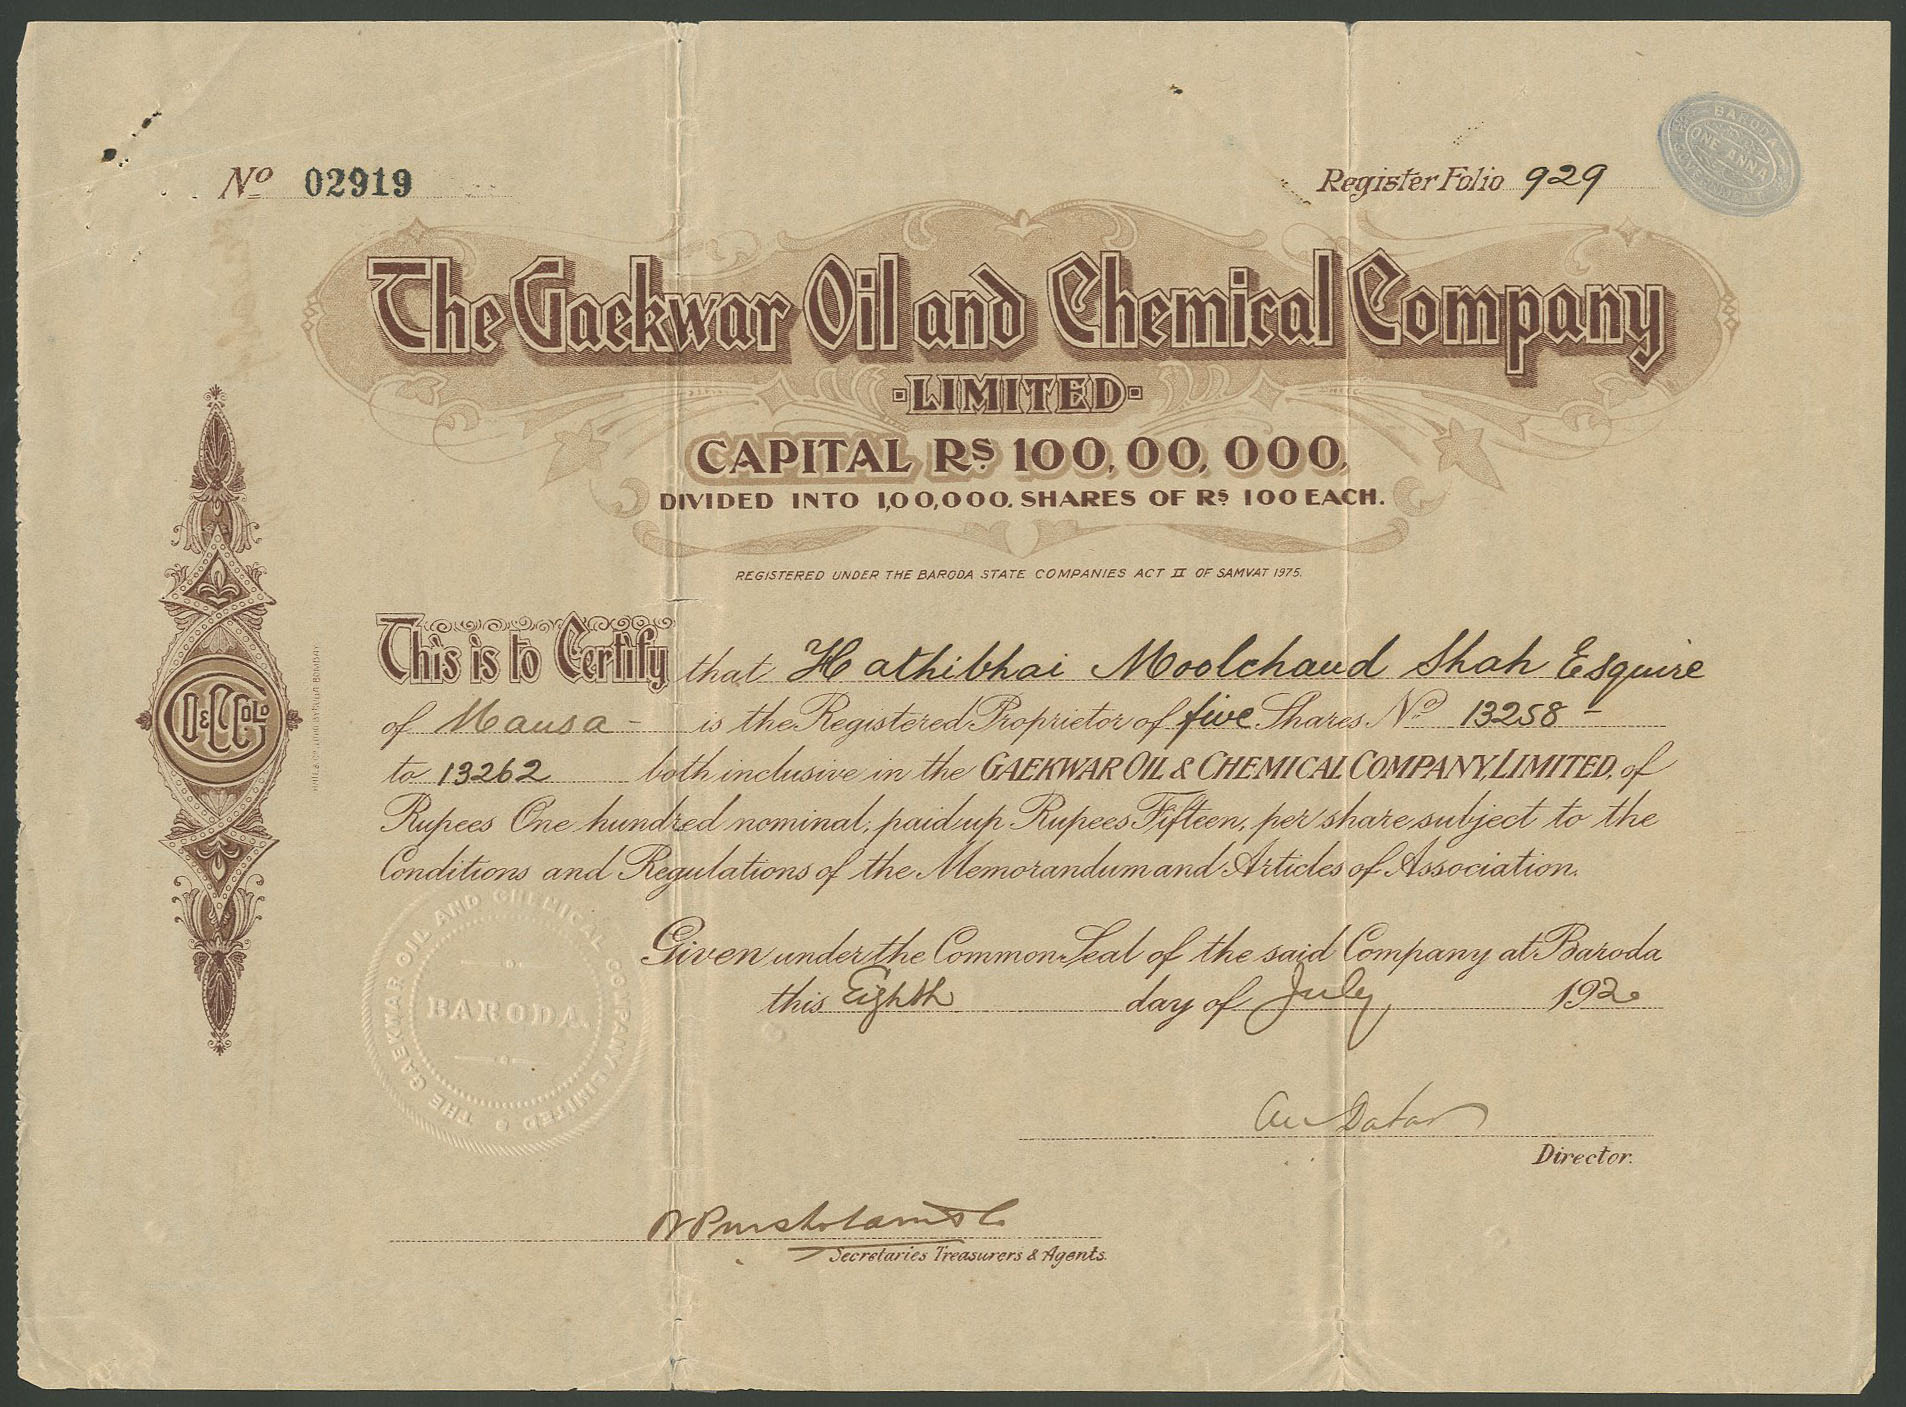 Nº 02919
Register Folio 929
BARODA GOVERNMENT
ONE ANNA
The Gaekwar Oil and Chemical Company
LIMITED
CAPITAL Rs. 100,00,000,
DIVIDED INTO 1,00,000. SHARES OF Rs 100 EACH.
REGISTERED UNDER THE BARODA STATE COMPANIES ACT II OF SAMVAT 1975.
This is to Certify that Hathibhai Moolchand Shah Esquire
of Mansa - is the Registered Proprietor of five Shares Nº 13258 -
to 13262 both inclusive in the GAEKWAR OIL & CHEMICAL COMPANY, LIMITED, of
Rupees One hundred nominal, paid up Rupees Fifteen, per share subject to the
Conditions and Regulations of the Memorandum and Articles of Association.
Given under the Common Seal of the said Company at Baroda
this Eighth day of July 1920
THE GAEKWAR OIL AND CHEMICAL COMPANY LIMITED
BARODA.
Director.
Secretaries Treasurers & Agents.